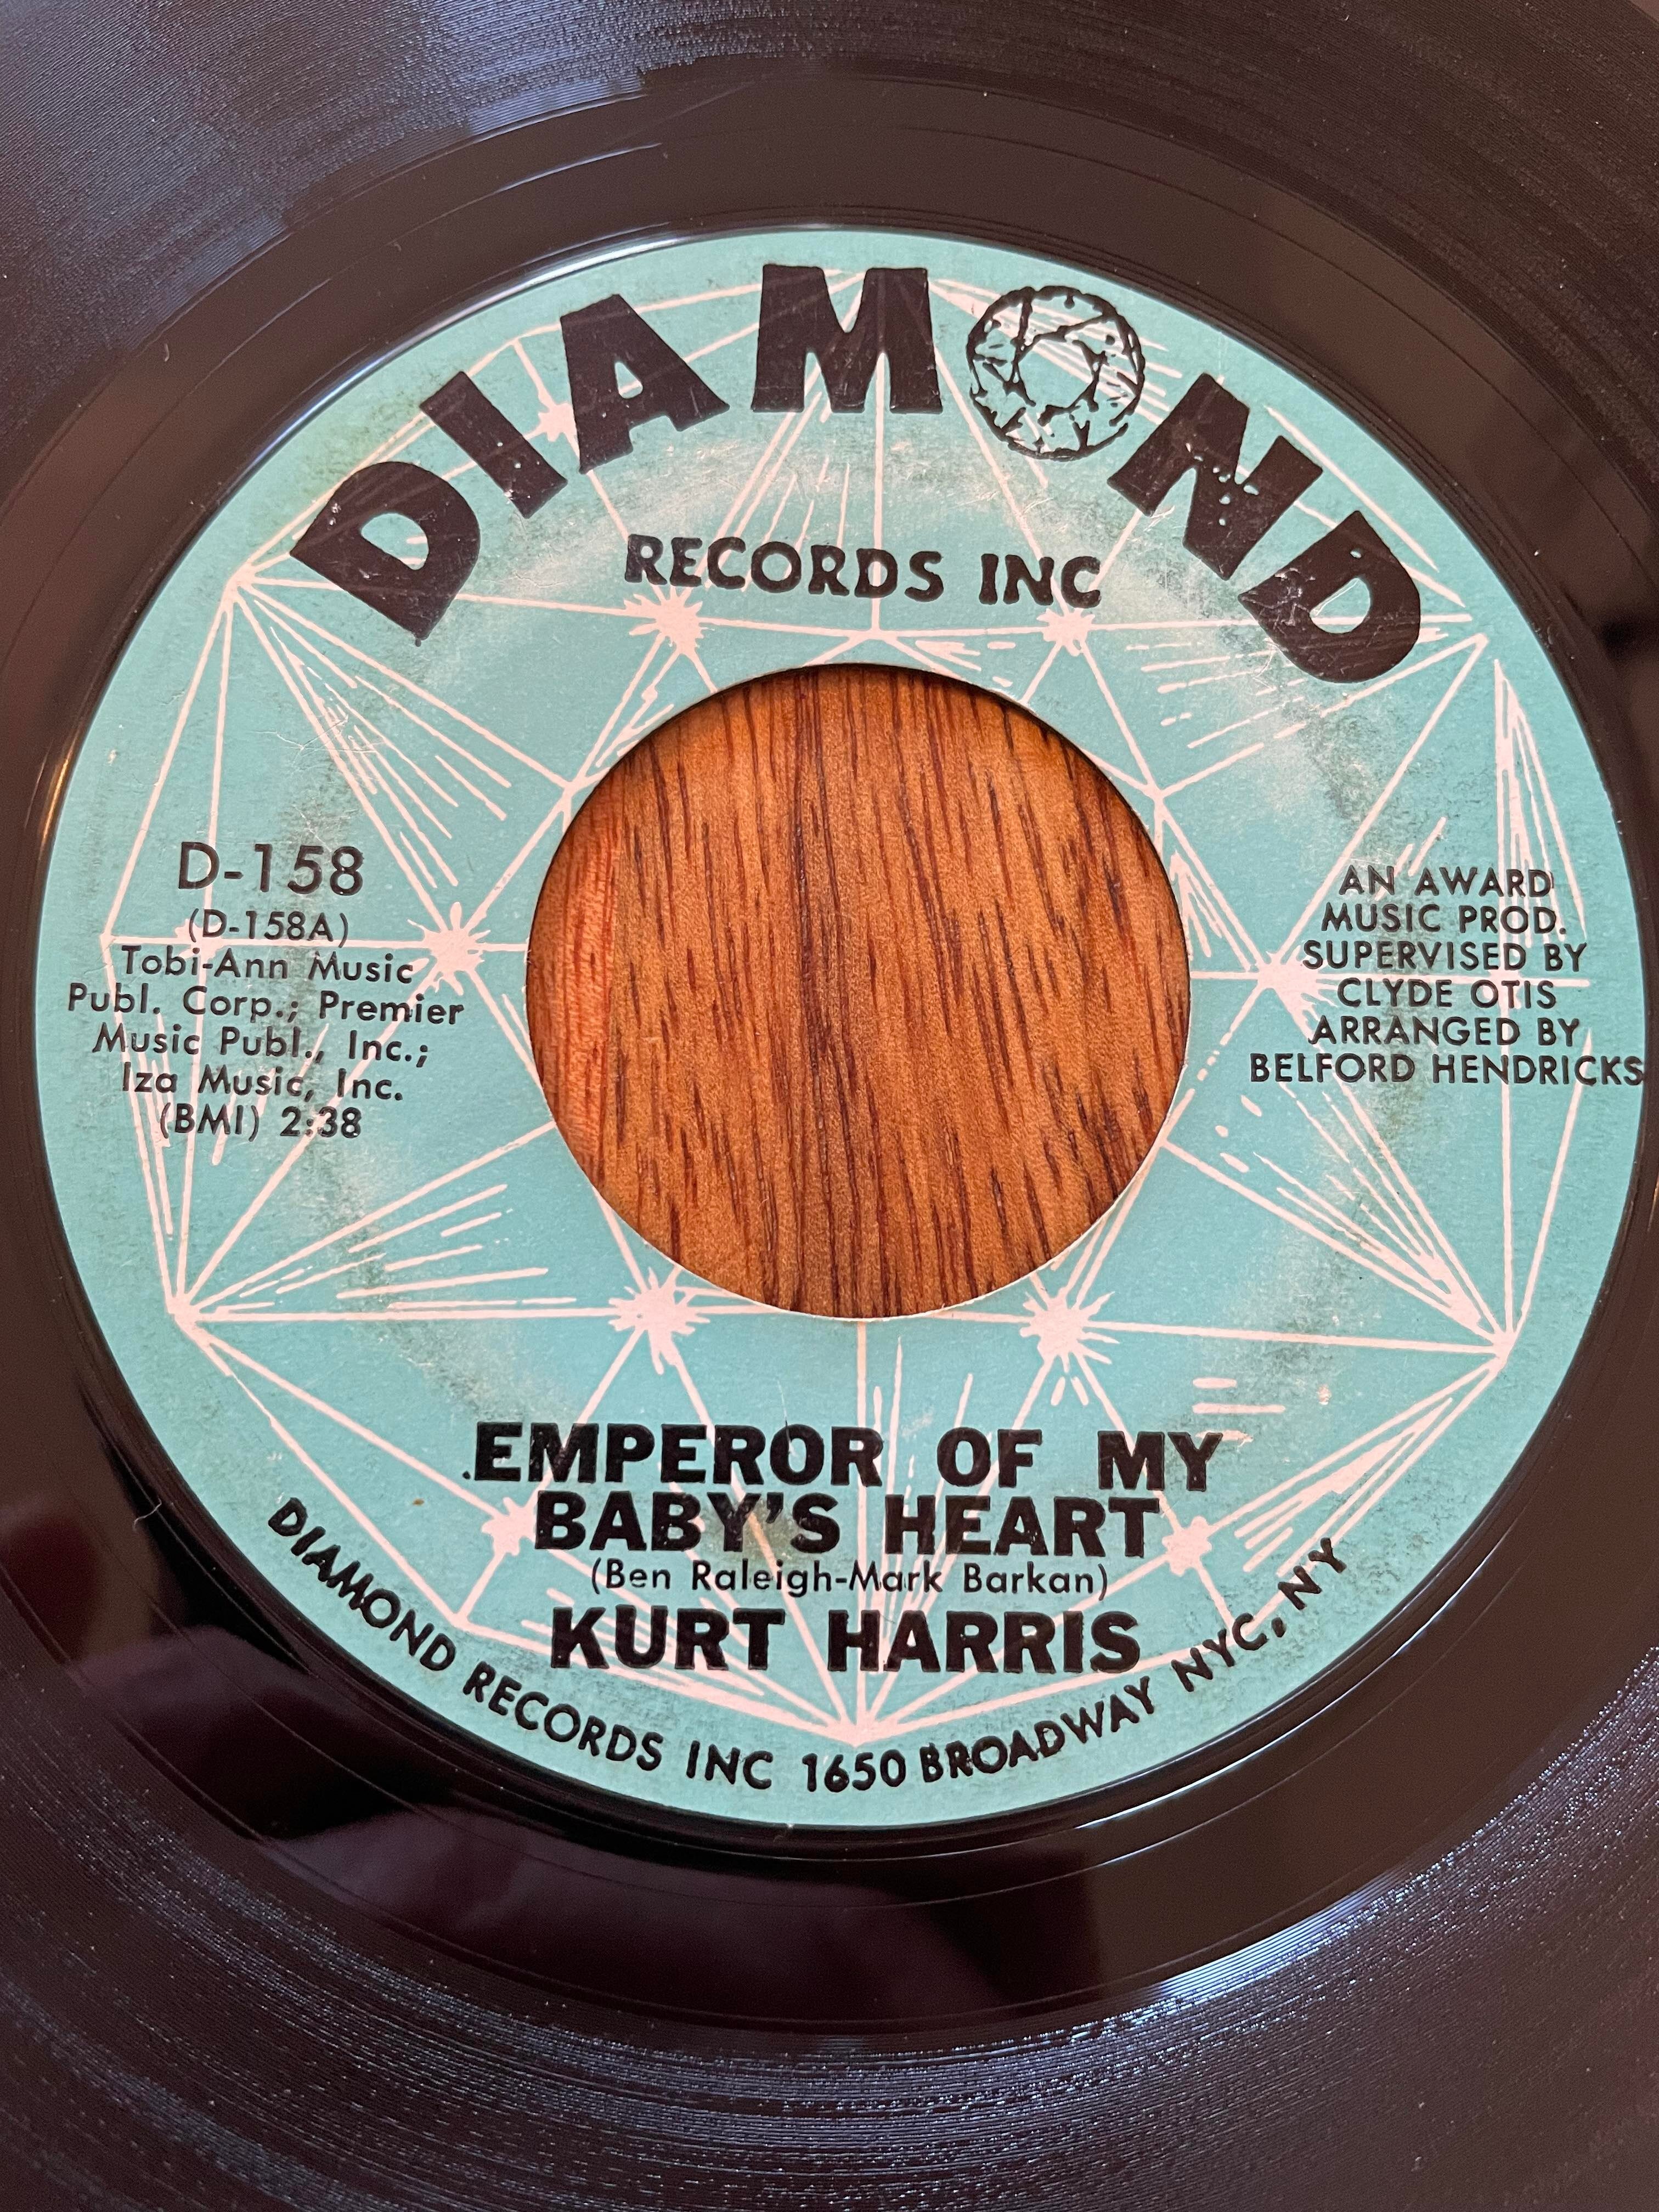 DIAMOND
RECORDS INC
D-158
(D-158A)
Tobi-Ann Music
Publ. Corp.; Premier
Music Publ., Inc.;
Iza Music, Inc.
(BMI) 2:38
AN AWARD
MUSIC PROD.
SUPERVISED BY
CLYDE OTIS
ARRANGED BY
BELFORD HENDRICKS
EMPEROR OF MY
BABY'S HEART
(Ben Raleigh-Mark Barkan)
KURT HARRIS
DIAMOND RECORDS INC 1650 BROADWAY NYC, NY